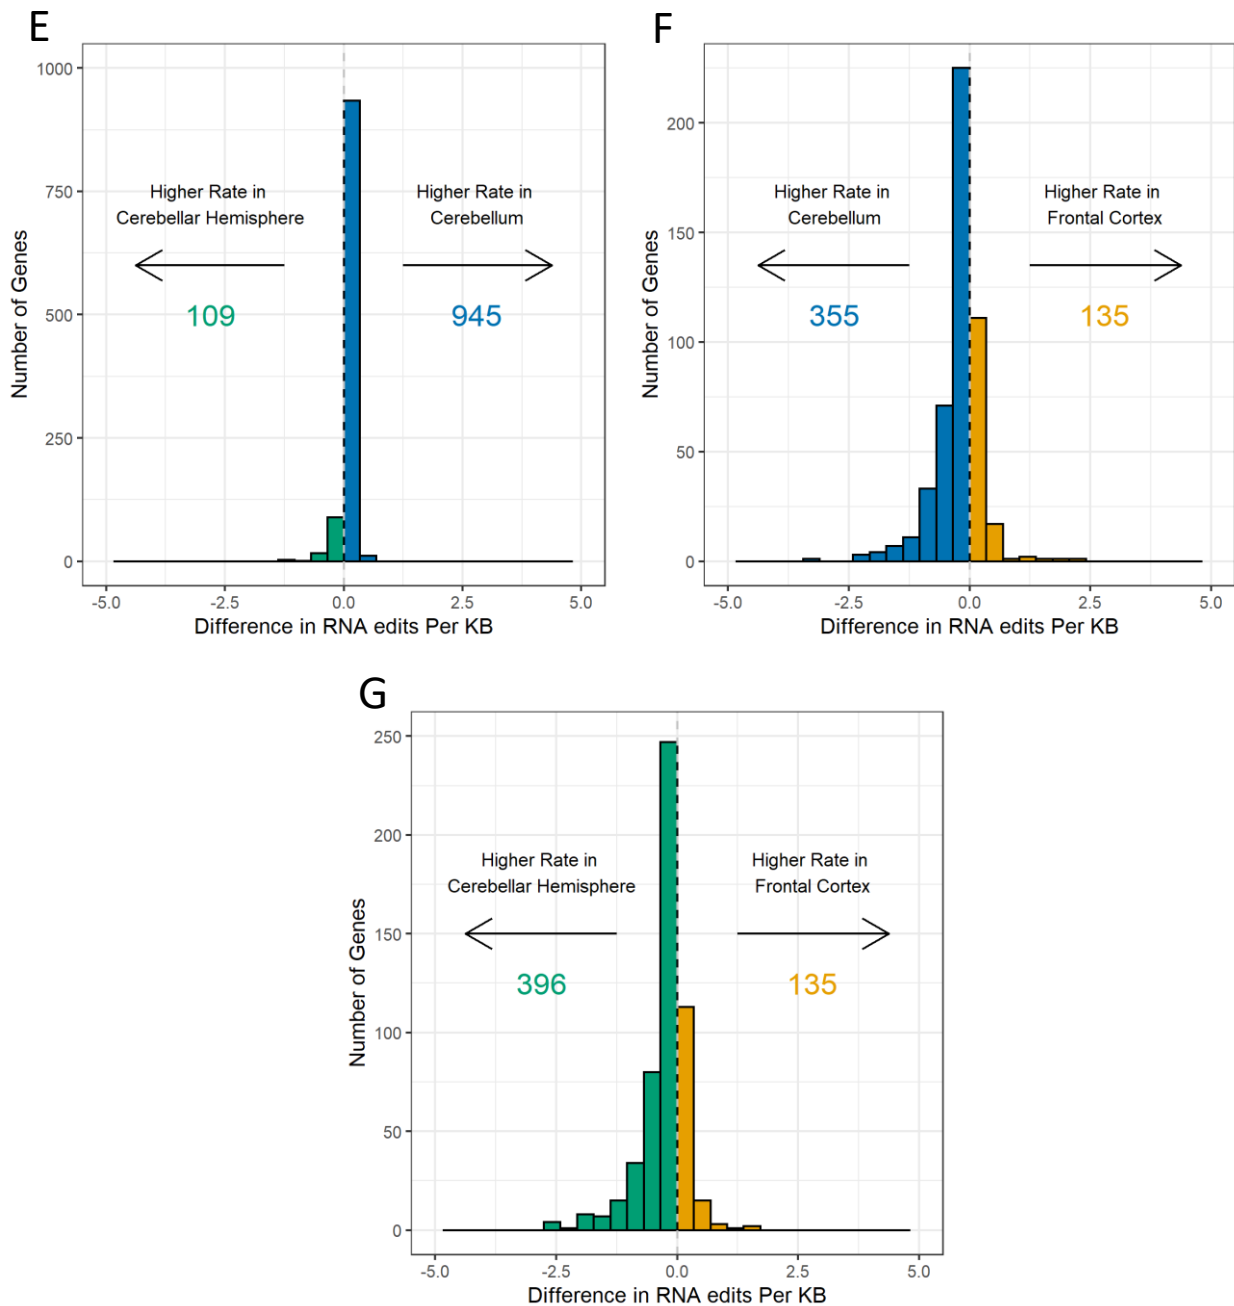 E
1000
750
500
250
0
Number of Genes
Higher Rate in
Cerebellar Hemisphere
109
Higher Rate in
Cerebellum
945
-5.0
-2.5
0.0
2.5
5.0
Difference in RNA edits Per KB
F
200
150
100
50
0
Number of Genes
Higher Rate in
Cerebellum
355
Higher Rate in
Frontal Cortex
135
-5.0
-2.5
0.0
2.5
5.0
Difference in RNA edits Per KB
G
250
200
150
100
50
0
Number of Genes
Higher Rate in
Cerebellar Hemisphere
396
Higher Rate in
Frontal Cortex
135
-5.0
-2.5
0.0
2.5
5.0
Difference in RNA edits Per KB